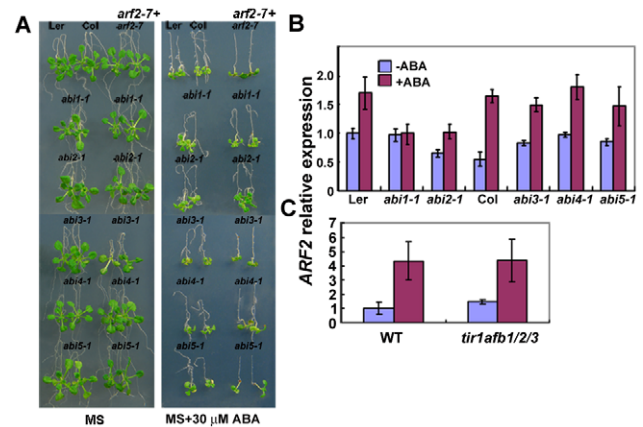 A
arf2-7+
arf2-7+
Ler Col arf2-7
Ler Col arf2-7
abi1-1 abi1-1
abi1-1 abi1-1
abi2-1 abi2-1
abi2-1 abi2-1
abi3-1 abi3-1
abi3-1 abi3-1
abi4-1 abi4-1
abi4-1 abi4-1
abi5-1 abi5-1
abi5-1 abi5-1
MS
MS+30 μM ABA
B
-ABA
+ABA
2.0
1.5
1.0
0.5
0
Ler abi1-1 abi2-1 Col abi3-1 abi4-1 abi5-1
C
ARF2 relative expression
7
6
5
4
3
2
1
0
WT tir1afb1/2/3